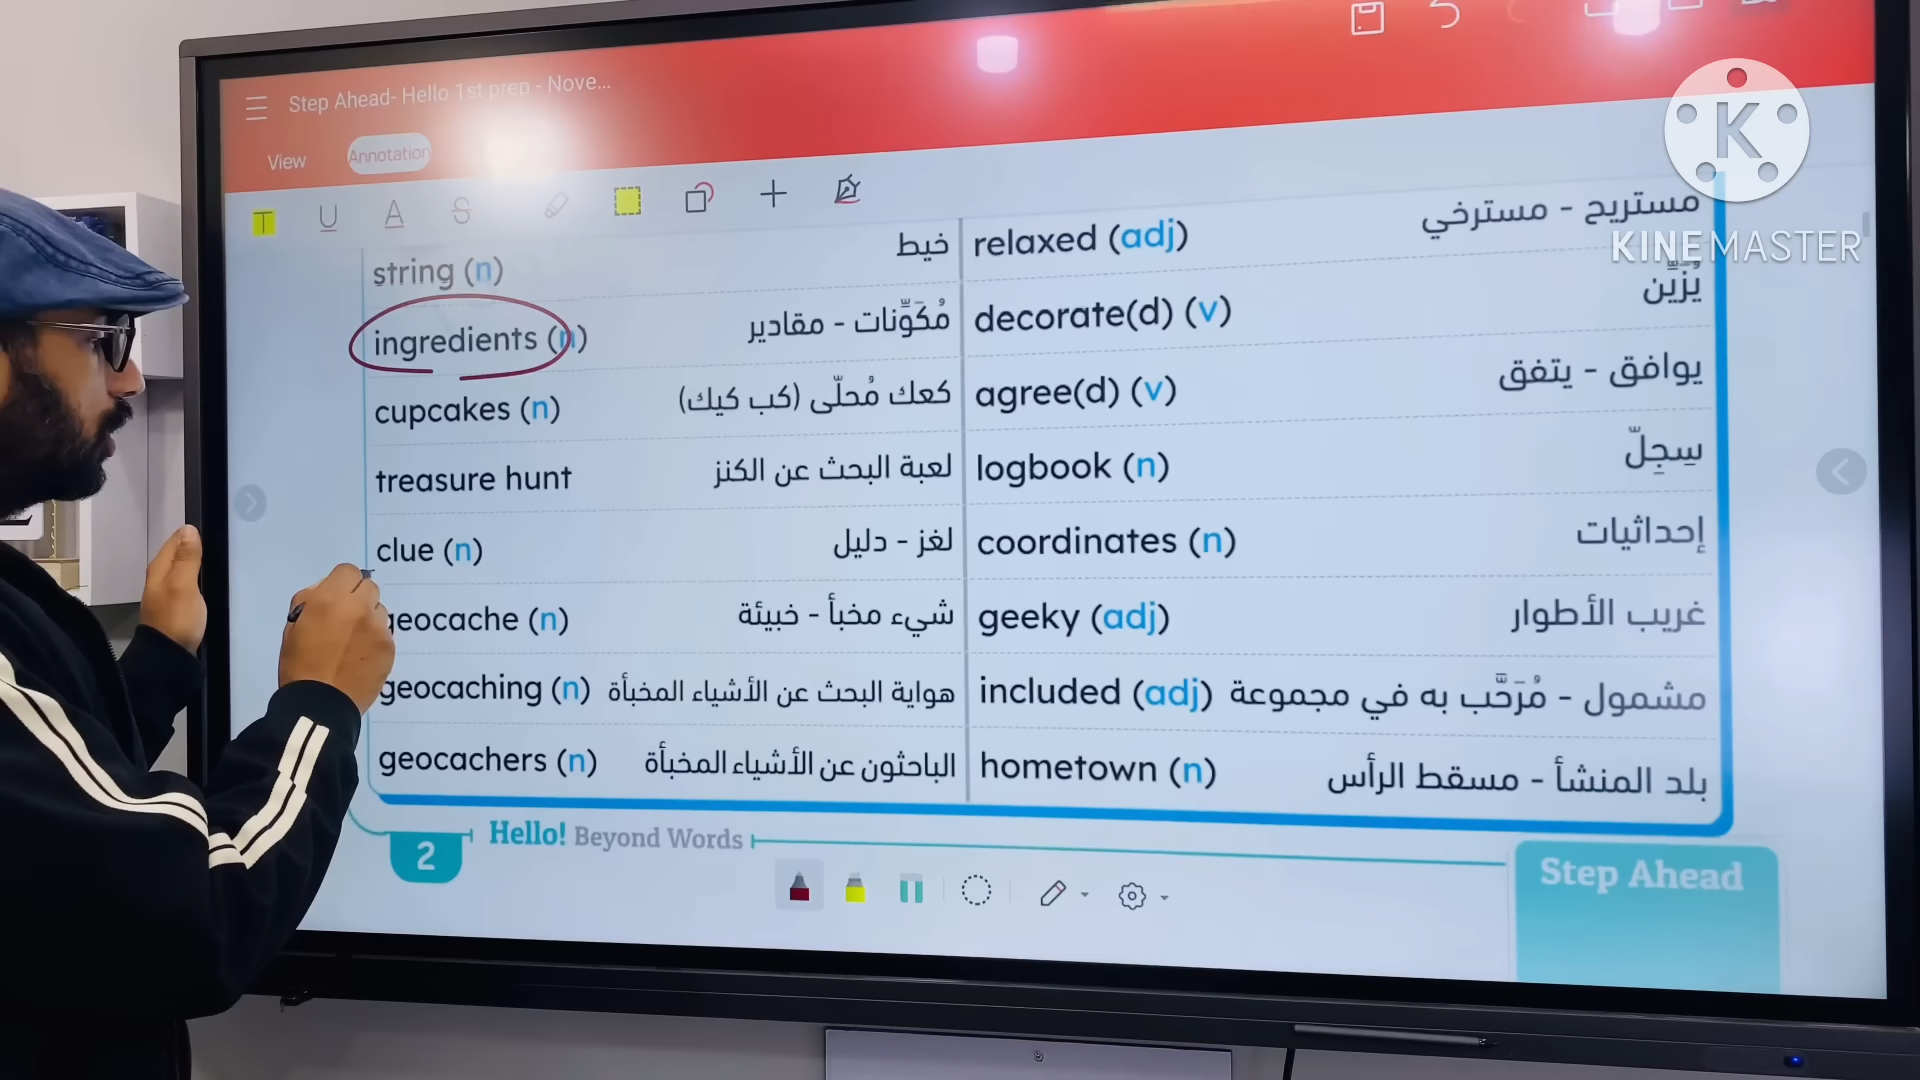 Step Ahead- Hello 1st prep - Nove...
View
Annotation
KINEMASTER
string (n) خيط
relaxed (adj) مستريح - مسترخي
ingredients (n) مُكَوِّنات - مقادير
decorate(d) (v) يُزَيِّن
cupcakes (n) كعك مُحلّى (كب كيك)
agree(d) (v) يوافق - يتفق
treasure hunt لعبة البحث عن الكنز
logbook (n) سِجِلّ
clue (n) لغز - دليل
coordinates (n) إحداثيات
geocache (n) شيء مخبأ - خبيئة
geeky (adj) غريب الأطوار
geocaching (n) هواية البحث عن الأشياء المخبأة
included (adj) مشمول - مُرَحَّب به في مجموعة
geocachers (n) الباحثون عن الأشياء المخبأة
hometown (n) بلد المنشأ - مسقط الرأس
2
Hello! Beyond Words
Step Ahead